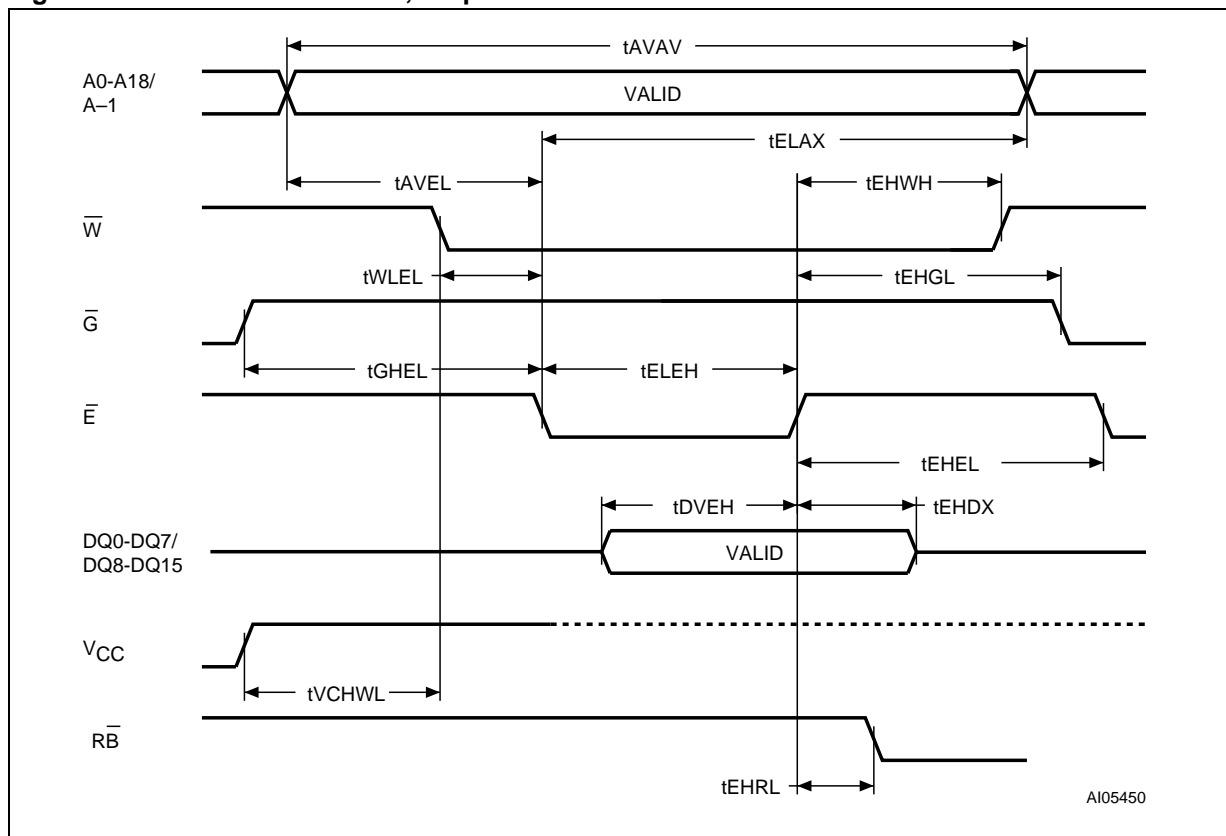 tAVAV
A0-A18/
A–1
VALID
tELAX
tAVEL
tEHWH
W̅
tWLEL
tEHGL
G̅
tGHEL
tELEH
E̅
tEHEL
tDVEH
tEHDX
DQ0-DQ7/
DQ8-DQ15
VALID
VCC
tVCHWL
RB̅
tEHRL
AI05450